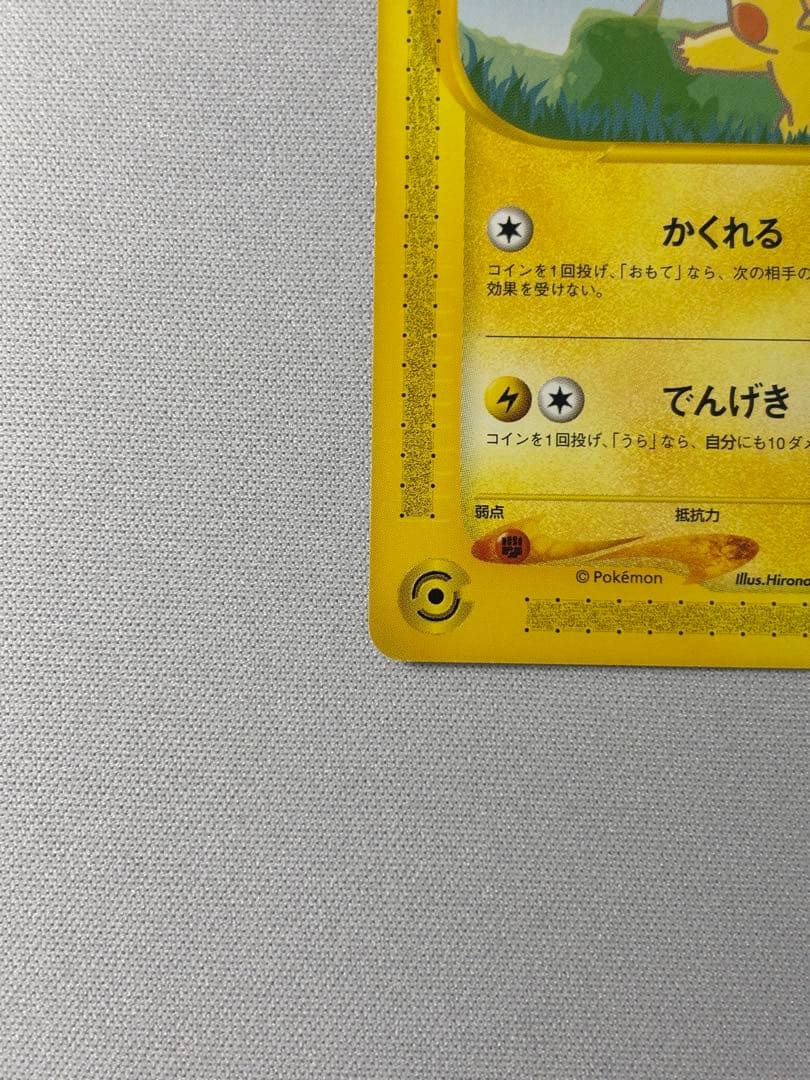 かくれる
コインを1回投げ、「おもて」なら、次の相手の
効果を受けない。
でんげき
コインを1回投げ、「うら」なら、自分にも10ダメ
弱点 抵抗力
© Pokémon Illus.Hirono